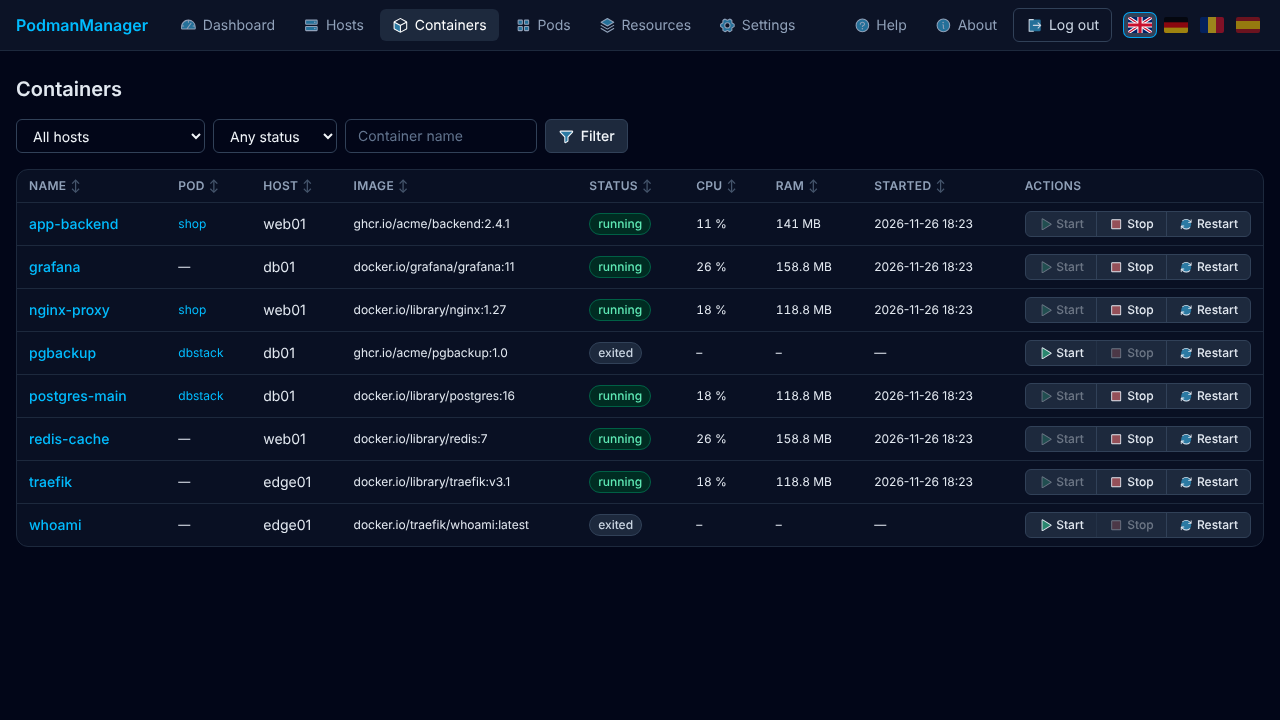 PodmanManager Dashboard Hosts Containers Pods Resources Settings Help About Log out
Containers
All hosts Any status Container name Filter
NAME POD HOST IMAGE STATUS CPU RAM STARTED ACTIONS
app-backend shop web01 ghcr.io/acme/backend:2.4.1 running 11 % 141 MB 2026-11-26 18:23 Start Stop Restart
grafana — db01 docker.io/grafana/grafana:11 running 26 % 158.8 MB 2026-11-26 18:23 Start Stop Restart
nginx-proxy shop web01 docker.io/library/nginx:1.27 running 18 % 118.8 MB 2026-11-26 18:23 Start Stop Restart
pgbackup dbstack db01 ghcr.io/acme/pgbackup:1.0 exited – – — Start Stop Restart
postgres-main dbstack db01 docker.io/library/postgres:16 running 18 % 118.8 MB 2026-11-26 18:23 Start Stop Restart
redis-cache — web01 docker.io/library/redis:7 running 26 % 158.8 MB 2026-11-26 18:23 Start Stop Restart
traefik — edge01 docker.io/library/traefik:v3.1 running 18 % 118.8 MB 2026-11-26 18:23 Start Stop Restart
whoami — edge01 docker.io/traefik/whoami:latest exited – – — Start Stop Restart